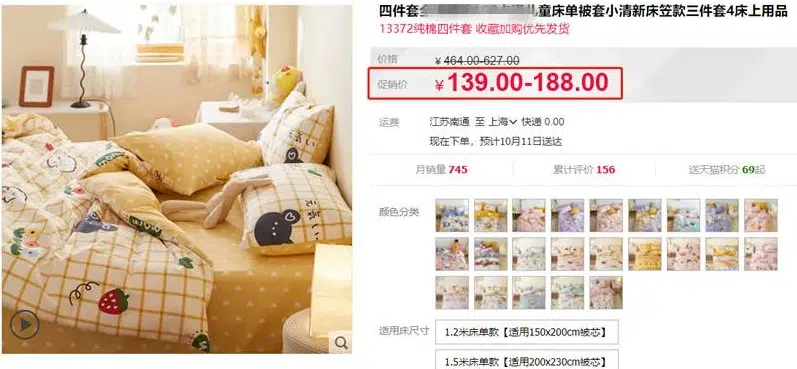 四件套 儿童床单被套小清新床笠款三件套4床上用品
13372纯棉四件套 收藏加购优先发货
价格 ¥ 464.00-627.00
促销价 ¥ 139.00-188.00
运费 江苏南通 至 上海 快递 0.00
现在下单，预计10月11日送达
月销量 745 累计评价 156 送天猫积分 69起
颜色分类
适用床尺寸 1.2米床单款【适用150x200cm被芯】
1.5米床单款【适用200x230cm被芯】